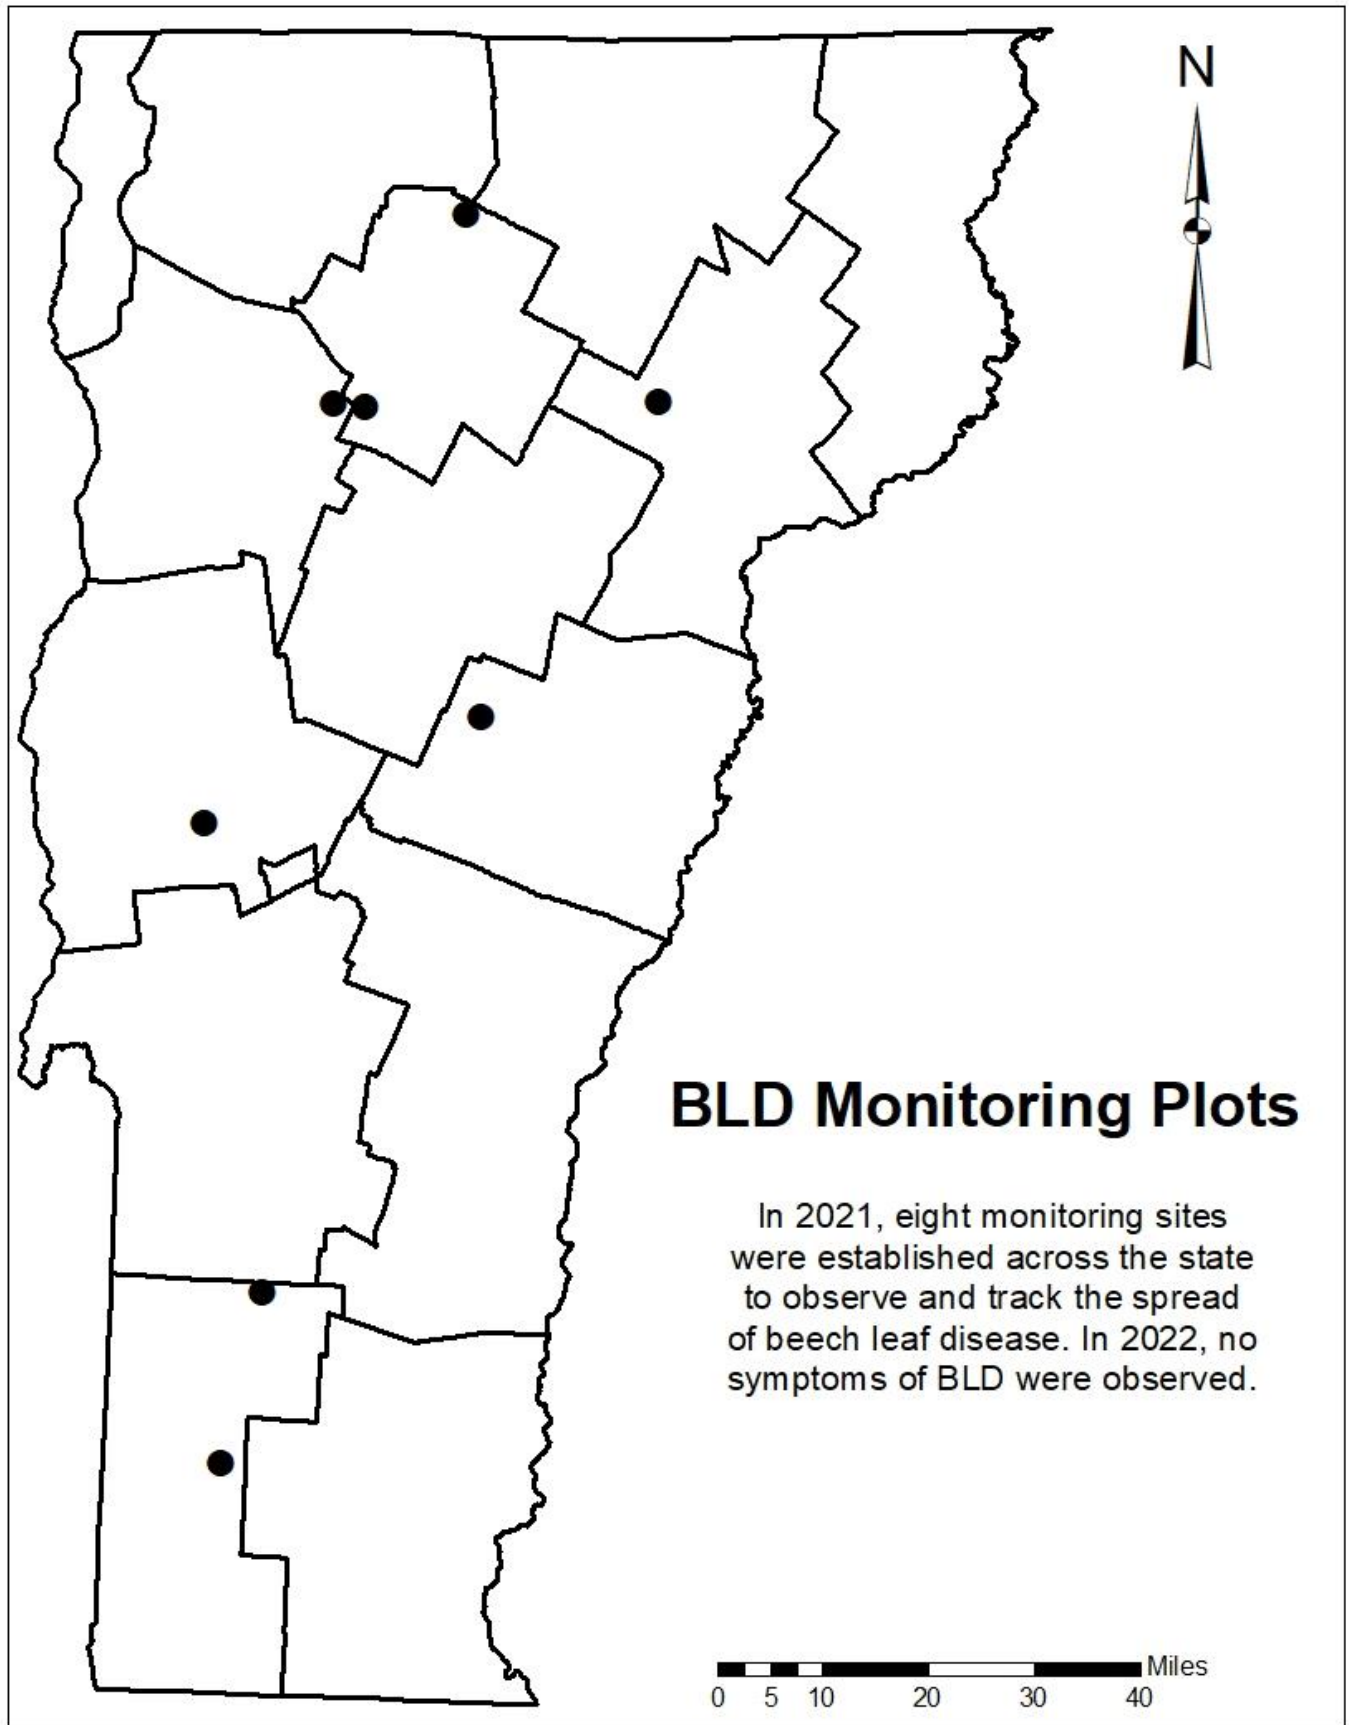 N
BLD Monitoring Plots
In 2021, eight monitoring sites
were established across the state
to observe and track the spread
of beech leaf disease. In 2022, no
symptoms of BLD were observed.
Miles
0 5 10 20 30 40